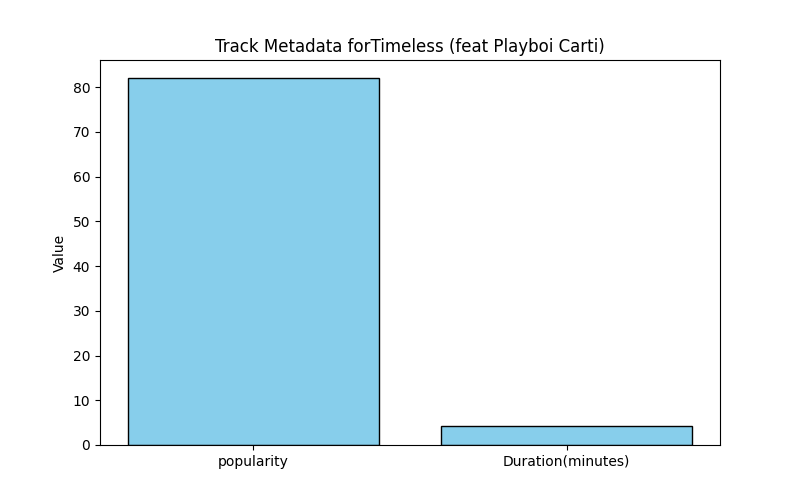 Track Metadata forTimeless (feat Playboi Carti)
Value
80
70
60
50
40
30
20
10
0
popularity
Duration(minutes)